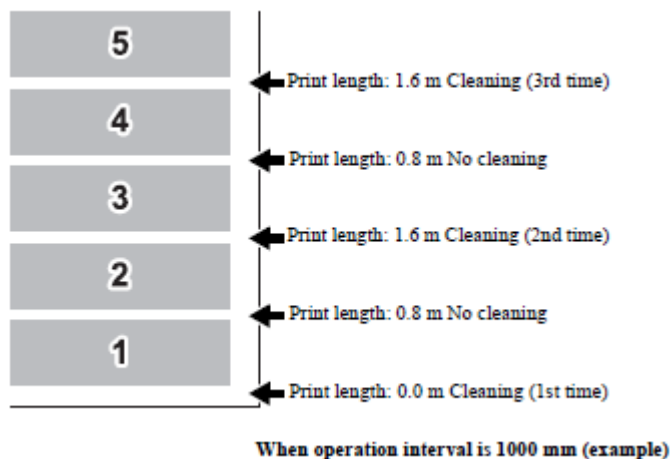 5
Print length: 1.6 m Cleaning (3rd time)
4
Print length: 0.8 m No cleaning
3
Print length: 1.6 m Cleaning (2nd time)
2
Print length: 0.8 m No cleaning
1
Print length: 0.0 m Cleaning (1st time)
When operation interval is 1000 mm (example)